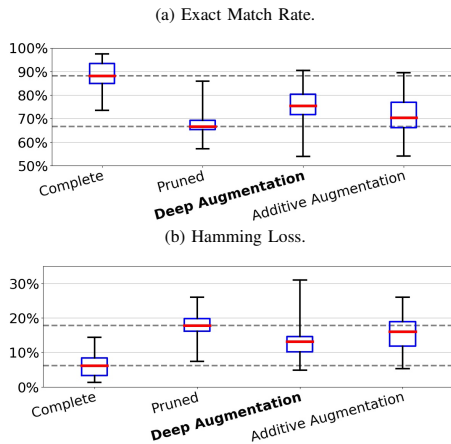 (a) Exact Match Rate.
100%
90%
80%
70%
60%
50%
Complete
Pruned
Deep Augmentation
Additive Augmentation
(b) Hamming Loss.
30%
20%
10%
0%
Complete
Pruned
Deep Augmentation
Additive Augmentation